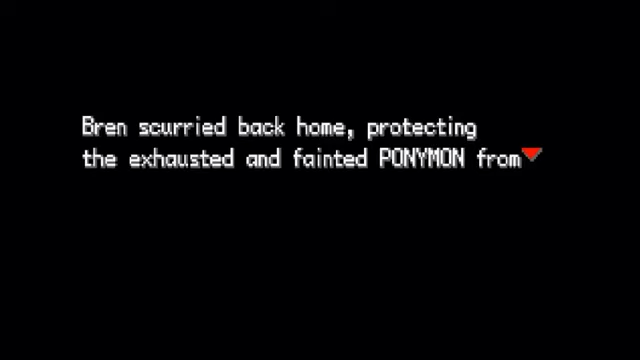 Bren scurried back home, protecting
the exhausted and fainted PONYMON from